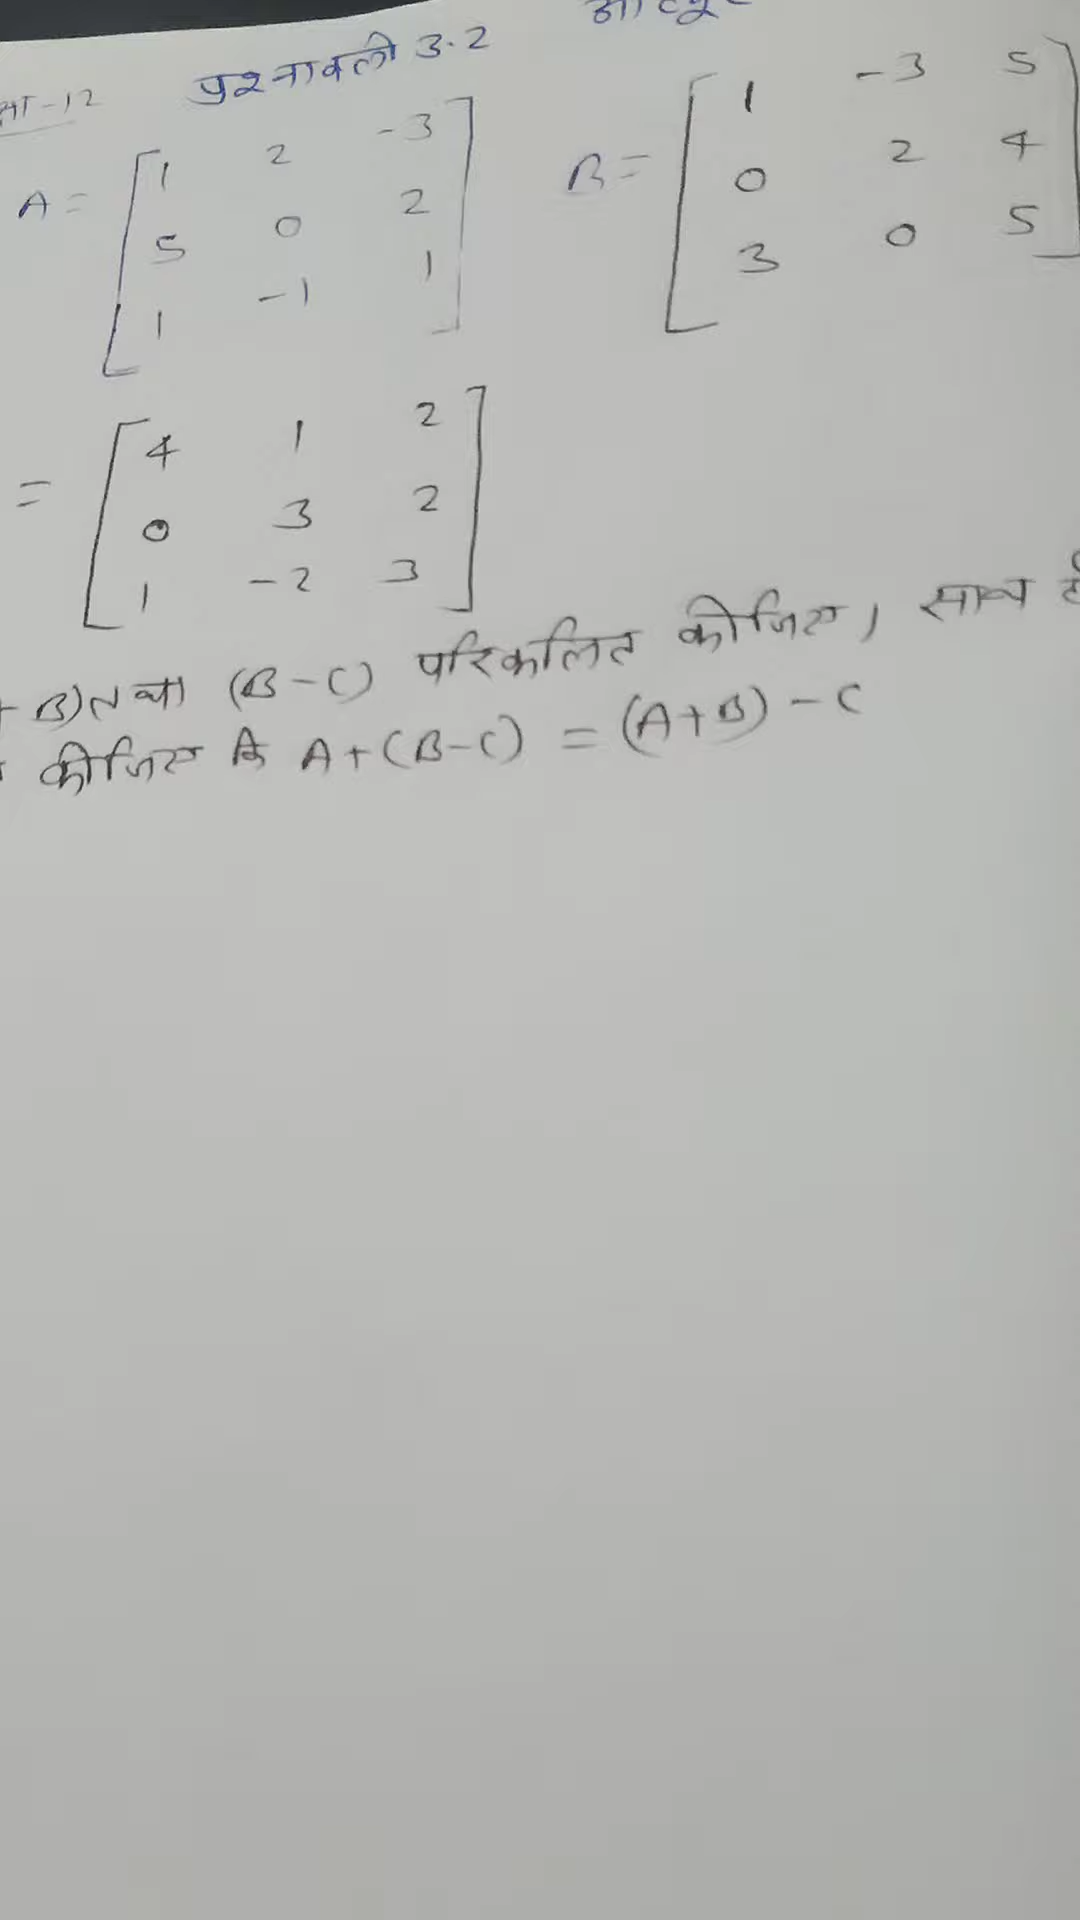 -12 प्रश्नावली 3.2
A = [1 2 -3
5 0 2
1 -1 1]
B = [1 -3 5
0 2 4
3 0 5]
= [4 1 2
0 3 2
1 -2 3]
B) तथा (B-C) परिकलित कीजिए, साथ
कीजिए कि A+(B-C) = (A+B) - C